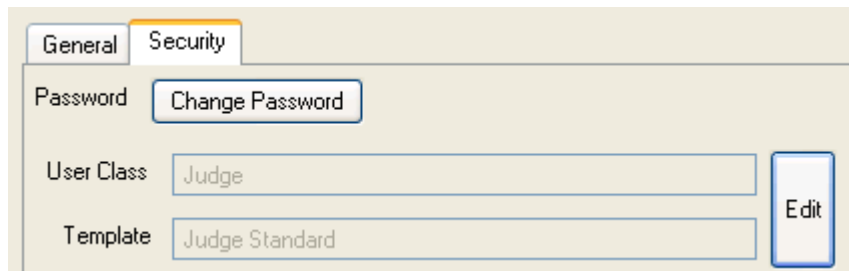 General Security
Password Change Password
User Class Judge
Edit
Template Judge Standard